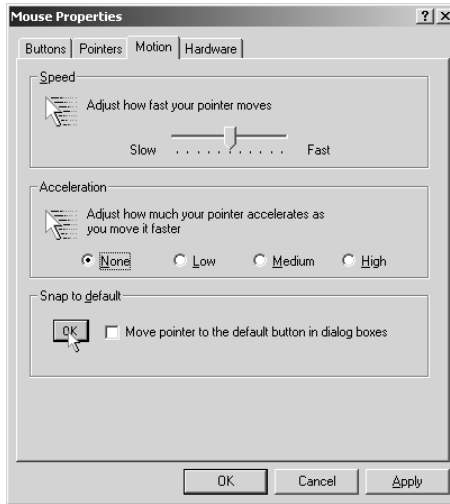 Mouse Properties
Buttons Pointers Motion Hardware
Speed
Adjust how fast your pointer moves
Slow Fast
Acceleration
Adjust how much your pointer accelerates as
you move it faster
None Low Medium High
Snap to default
OK Move pointer to the default button in dialog boxes
OK Cancel Apply